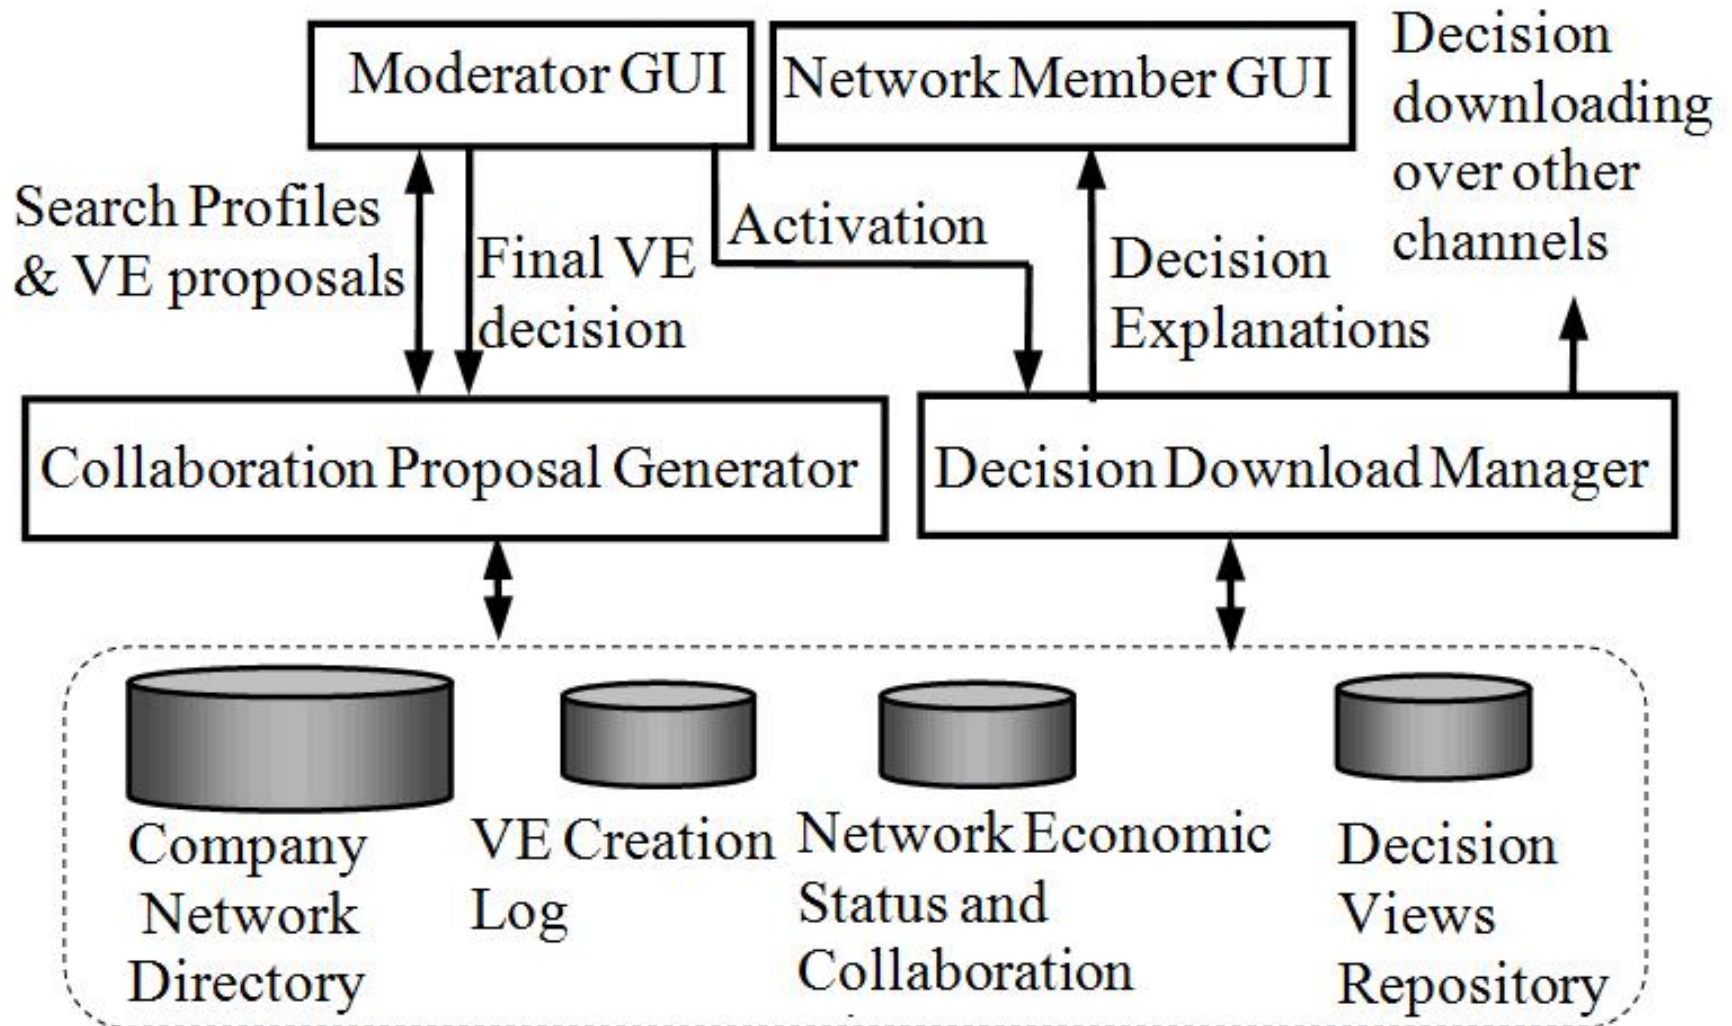 Moderator GUI
Network Member GUI
Decision
downloading
over other
channels
Search Profiles
& VE proposals
Final VE
decision
Activation
Decision
Explanations
Collaboration Proposal Generator
Decision Download Manager
Company
Network
Directory
VE Creation
Log
Network Economic
Status and
Collaboration
Decision
Views
Repository